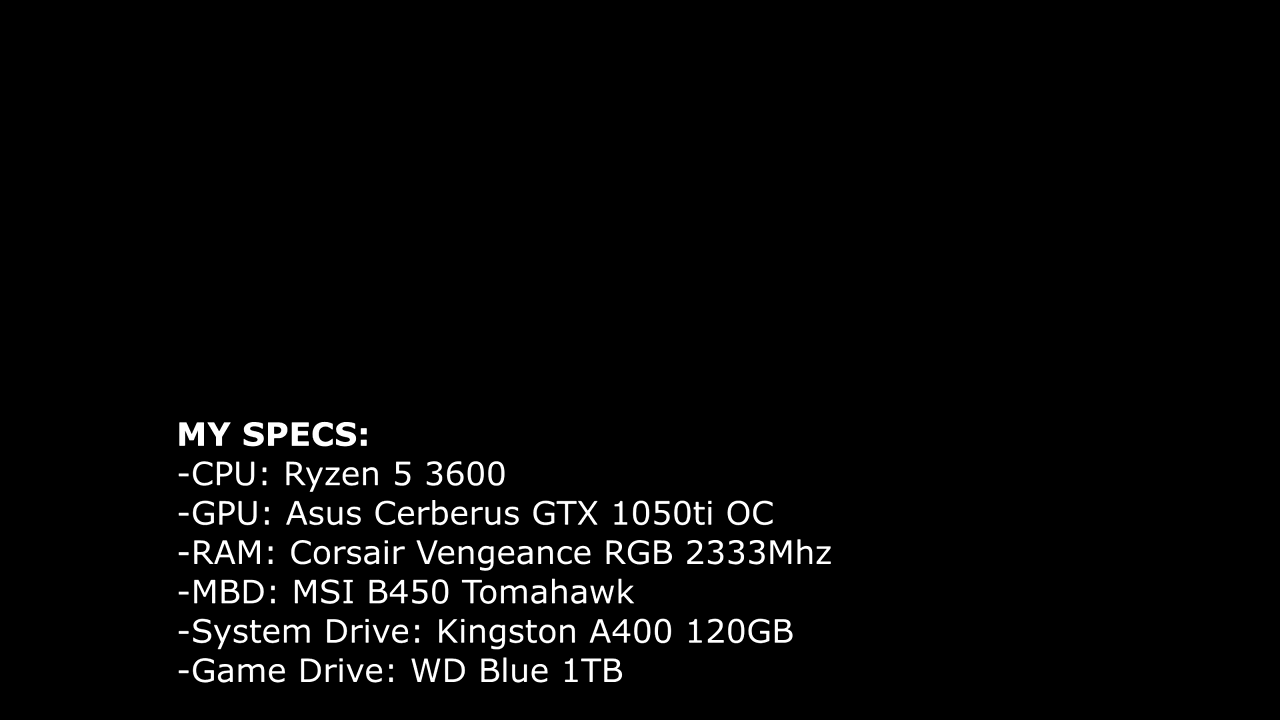 MY SPECS:
-CPU: Ryzen 5 3600
-GPU: Asus Cerberus GTX 1050ti OC
-RAM: Corsair Vengeance RGB 2333Mhz
-MBD: MSI B450 Tomahawk
-System Drive: Kingston A400 120GB
-Game Drive: WD Blue 1TB